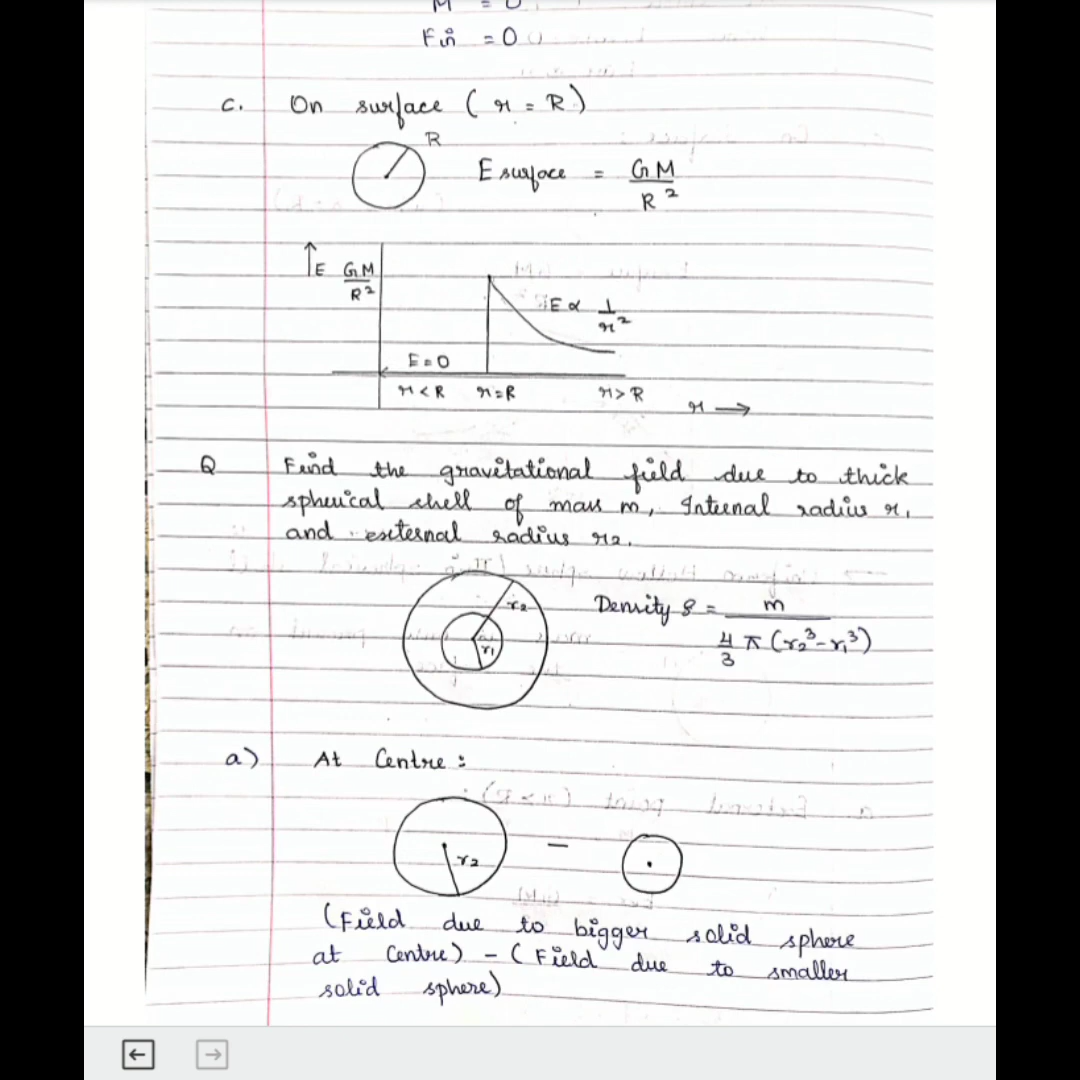 M = 0
Fin = 0
c. On surface ( r = R )
R
E surface = GM / R²
E GM / R²
E ∝ 1 / r²
E = 0
r < R r = R r > R r →
Q Find the gravitational field due to thick
spherical shell of mass m, Internal radius r₁
and external radius r₂.
r₂
r₁
Density ρ = m / 4/3 π (r₂³ - r₁³)
a) At Centre :
r₂ −
(Field due to bigger solid sphere
at Centre) - ( Field due to smaller
solid sphere)